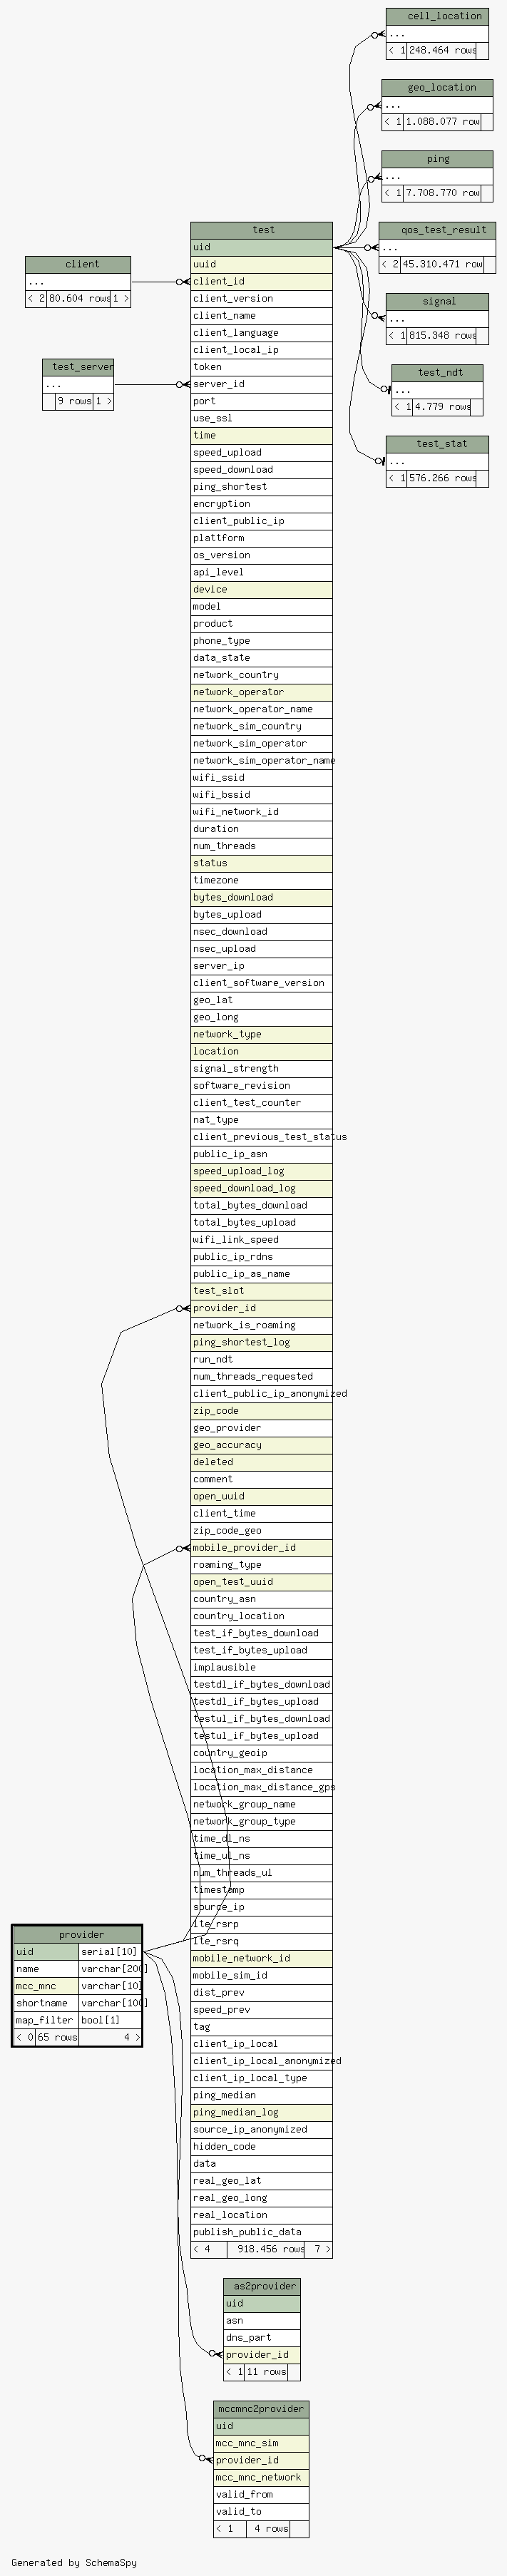 cell_location
...
< 1 248.464 rows
geo_location
...
< 1 1.088.077 row
ping
...
< 1 7.708.770 row
qos_test_result
...
< 2 45.310.471 row
signal
...
< 1 815.348 rows
test_ndt
...
< 1 4.779 rows
test_stat
...
< 1 576.266 rows
client
...
< 2 80.604 rows 1 >
test_server
...
9 rows 1 >
test
uid
uuid
client_id
client_version
client_name
client_language
client_local_ip
token
server_id
port
use_ssl
time
speed_upload
speed_download
ping_shortest
encryption
client_public_ip
plattform
os_version
api_level
device
model
product
phone_type
data_state
network_country
network_operator
network_operator_name
network_sim_country
network_sim_operator
network_sim_operator_name
wifi_ssid
wifi_bssid
wifi_network_id
duration
num_threads
status
timezone
bytes_download
bytes_upload
nsec_download
nsec_upload
server_ip
client_software_version
geo_lat
geo_long
network_type
location
signal_strength
software_revision
client_test_counter
nat_type
client_previous_test_status
public_ip_asn
speed_upload_log
speed_download_log
total_bytes_download
total_bytes_upload
wifi_link_speed
public_ip_rdns
public_ip_as_name
test_slot
provider_id
network_is_roaming
ping_shortest_log
run_ndt
num_threads_requested
client_public_ip_anonymized
zip_code
geo_provider
geo_accuracy
deleted
comment
open_uuid
client_time
zip_code_geo
mobile_provider_id
roaming_type
open_test_uuid
country_asn
country_location
test_if_bytes_download
test_if_bytes_upload
implausible
testdl_if_bytes_download
testdl_if_bytes_upload
testul_if_bytes_download
testul_if_bytes_upload
country_geoip
location_max_distance
location_max_distance_gps
network_group_name
network_group_type
time_dl_ns
time_ul_ns
num_threads_ul
timestamp
source_ip
lte_rsrp
lte_rsrq
mobile_network_id
mobile_sim_id
dist_prev
speed_prev
tag
client_ip_local
client_ip_local_anonymized
client_ip_local_type
ping_median
ping_median_log
source_ip_anonymized
hidden_code
data
real_geo_lat
real_geo_long
real_location
publish_public_data
< 4 918.456 rows 7 >
provider
uid serial[10]
name varchar[200]
mcc_mnc varchar[10]
shortname varchar[100]
map_filter bool[1]
< 0 65 rows 4 >
as2provider
uid
asn
dns_part
provider_id
< 1 11 rows
mccmnc2provider
uid
mcc_mnc_sim
provider_id
mcc_mnc_network
valid_from
valid_to
< 1 4 rows
Generated by SchemaSpy